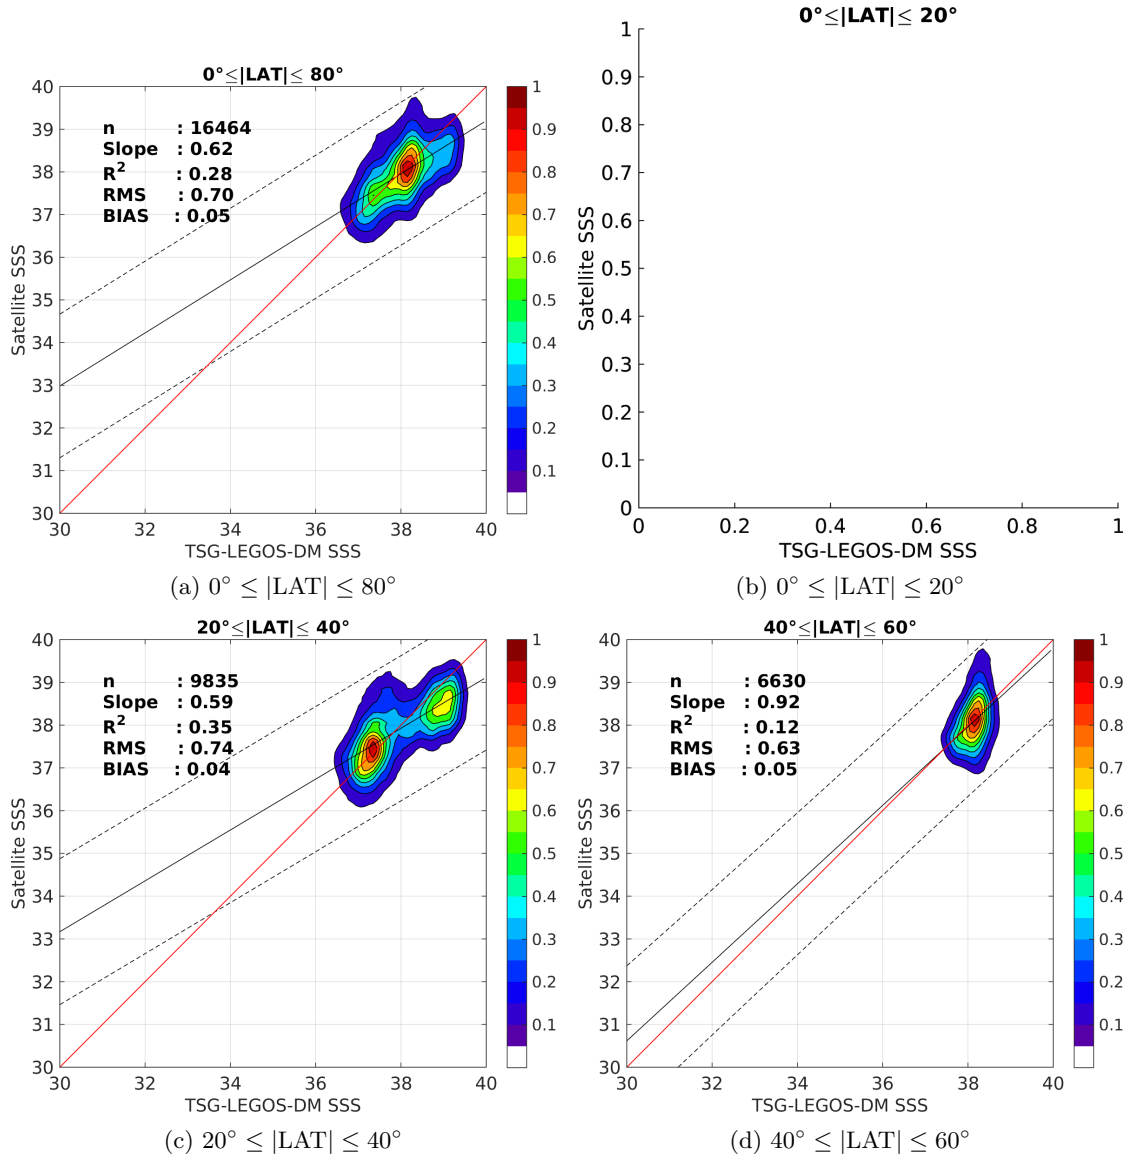 0°≤|LAT|≤ 80°
40
39
38
37
36
35
34
33
32
31
30
Satellite SSS
n : 16464
Slope : 0.62
R² : 0.28
RMS : 0.70
BIAS : 0.05
30 32 34 36 38 40
TSG-LEGOS-DM SSS
1
0.9
0.8
0.7
0.6
0.5
0.4
0.3
0.2
0.1
(a) 0° ≤ |LAT| ≤ 80°
0°≤|LAT|≤ 20°
1
0.9
0.8
0.7
0.6
0.5
0.4
0.3
0.2
0.1
0
Satellite SSS
0 0.2 0.4 0.6 0.8 1
TSG-LEGOS-DM SSS
(b) 0° ≤ |LAT| ≤ 20°
20°≤|LAT|≤ 40°
40
39
38
37
36
35
34
33
32
31
30
Satellite SSS
n : 9835
Slope : 0.59
R² : 0.35
RMS : 0.74
BIAS : 0.04
30 32 34 36 38 40
TSG-LEGOS-DM SSS
1
0.9
0.8
0.7
0.6
0.5
0.4
0.3
0.2
0.1
(c) 20° ≤ |LAT| ≤ 40°
40°≤|LAT|≤ 60°
40
39
38
37
36
35
34
33
32
31
30
Satellite SSS
n : 6630
Slope : 0.92
R² : 0.12
RMS : 0.63
BIAS : 0.05
30 32 34 36 38 40
TSG-LEGOS-DM SSS
1
0.9
0.8
0.7
0.6
0.5
0.4
0.3
0.2
0.1
(d) 40° ≤ |LAT| ≤ 60°